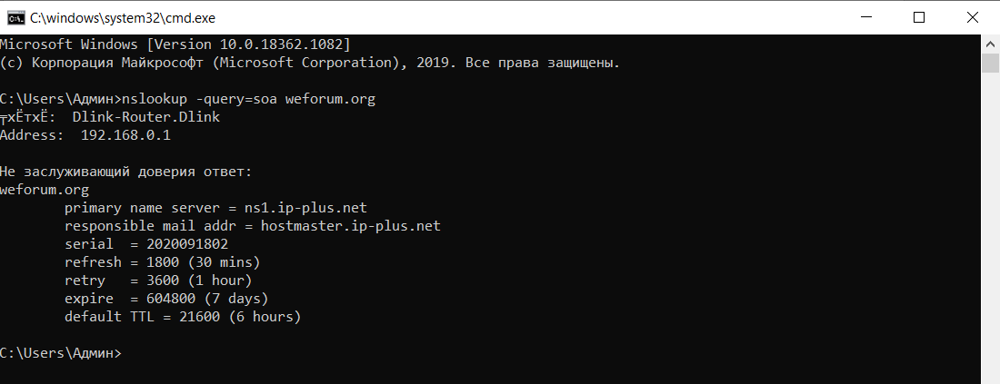 C:\windows\system32\cmd.exe
Microsoft Windows [Version 10.0.18362.1082]
(c) Корпорация Майкрософт (Microsoft Corporation), 2019. Все права защищены.
C:\Users\Админ>nslookup -query=soa weforum.org
╤хЁтхЁ:  Dlink-Router.Dlink
Address:  192.168.0.1
Не заслуживающий доверия ответ:
weforum.org
        primary name server = ns1.ip-plus.net
        responsible mail addr = hostmaster.ip-plus.net
        serial  = 2020091802
        refresh = 1800 (30 mins)
        retry   = 3600 (1 hour)
        expire  = 604800 (7 days)
        default TTL = 21600 (6 hours)
C:\Users\Админ>